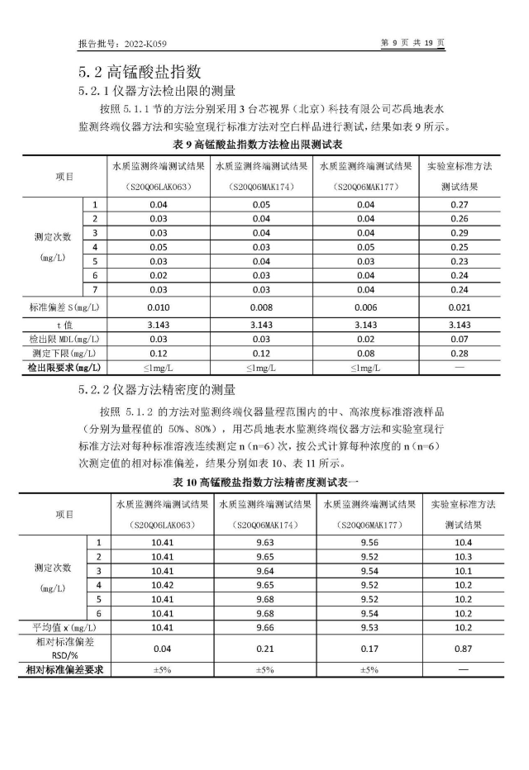 报告批号：2022-K059 第 9 页 共 19 页
5.2 高锰酸盐指数
5.2.1 仪器方法检出限的测量
按照 5.1.1 节的方法分别采用 3 台芯视界（北京）科技有限公司芯禹地表水
监测终端仪器方法和实验室现行标准方法对空白样品进行测试，结果如表 9 所示。
表 9 高锰酸盐指数方法检出限测试表
项目 水质监测终端测试结果（S20Q06LAK063） 水质监测终端测试结果（S20Q06MAK174） 水质监测终端测试结果（S20Q06MAK177） 实验室标准方法测试结果
测定次数(mg/L) 1 0.04 0.05 0.04 0.27
2 0.03 0.04 0.04 0.26
3 0.03 0.04 0.04 0.29
4 0.05 0.03 0.05 0.25
5 0.03 0.04 0.03 0.23
6 0.02 0.03 0.04 0.24
7 0.03 0.03 0.04 0.24
标准偏差 S(mg/L) 0.010 0.008 0.006 0.021
t 值 3.143 3.143 3.143 3.143
检出限 MDL(mg/L) 0.03 0.03 0.02 0.07
测定下限(mg/L) 0.12 0.12 0.08 0.28
检出限要求(mg/L) ≤1mg/L ≤1mg/L ≤1mg/L —
5.2.2 仪器方法精密度的测量
按照 5.1.2 的方法对监测终端仪器量程范围内的中、高浓度标准溶液样品
（分别为量程值的 50%、80%），用芯禹地表水监测终端仪器方法和实验室现行
标准方法对每种标准溶液连续测定 n（n=6）次，按公式计算每种浓度的 n（n=6）
次测定值的相对标准偏差，结果分别如表 10、表 11 所示。
表 10 高锰酸盐指数方法精密度测试表一
项目 水质监测终端测试结果（S20Q06LAK063） 水质监测终端测试结果（S20Q06MAK174） 水质监测终端测试结果（S20Q06MAK177） 实验室标准方法测试结果
测定次数(mg/L) 1 10.41 9.63 9.56 10.4
2 10.41 9.65 9.52 10.3
3 10.41 9.64 9.54 10.1
4 10.42 9.65 9.52 10.2
5 10.41 9.68 9.52 10.2
6 10.41 9.68 9.54 10.2
平均值 x (mg/L) 10.41 9.66 9.53 10.2
相对标准偏差 RSD/% 0.04 0.21 0.17 0.87
相对标准偏差要求 ±5% ±5% ±5% —